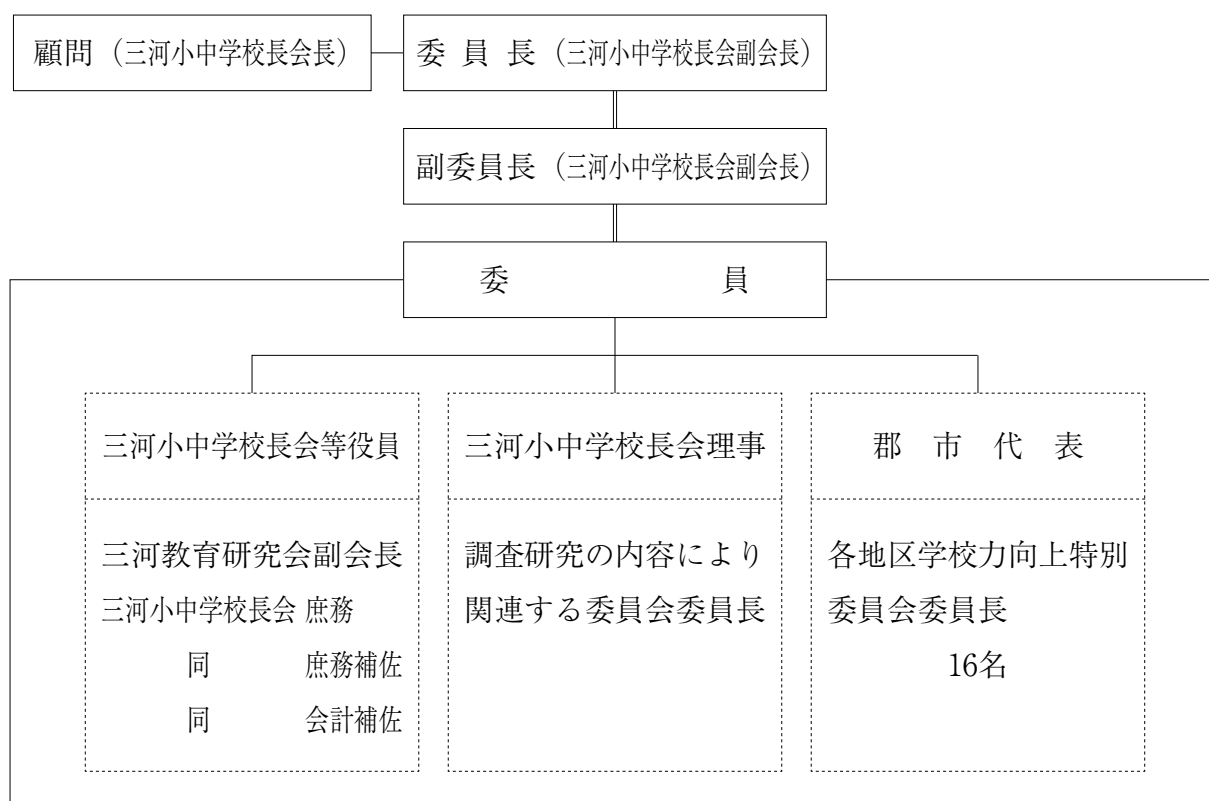 顧問（三河小中学校長会長）
委員長（三河小中学校長会副会長）
副委員長（三河小中学校長会副会長）
委員
三河小中学校長会等役員
三河教育研究会副会長
三河小中学校長会 庶務
同 庶務補佐
同 会計補佐
三河小中学校長会理事
調査研究の内容により
関連する委員会委員長
郡市代表
各地区学校力向上特別
委員会委員長
16名